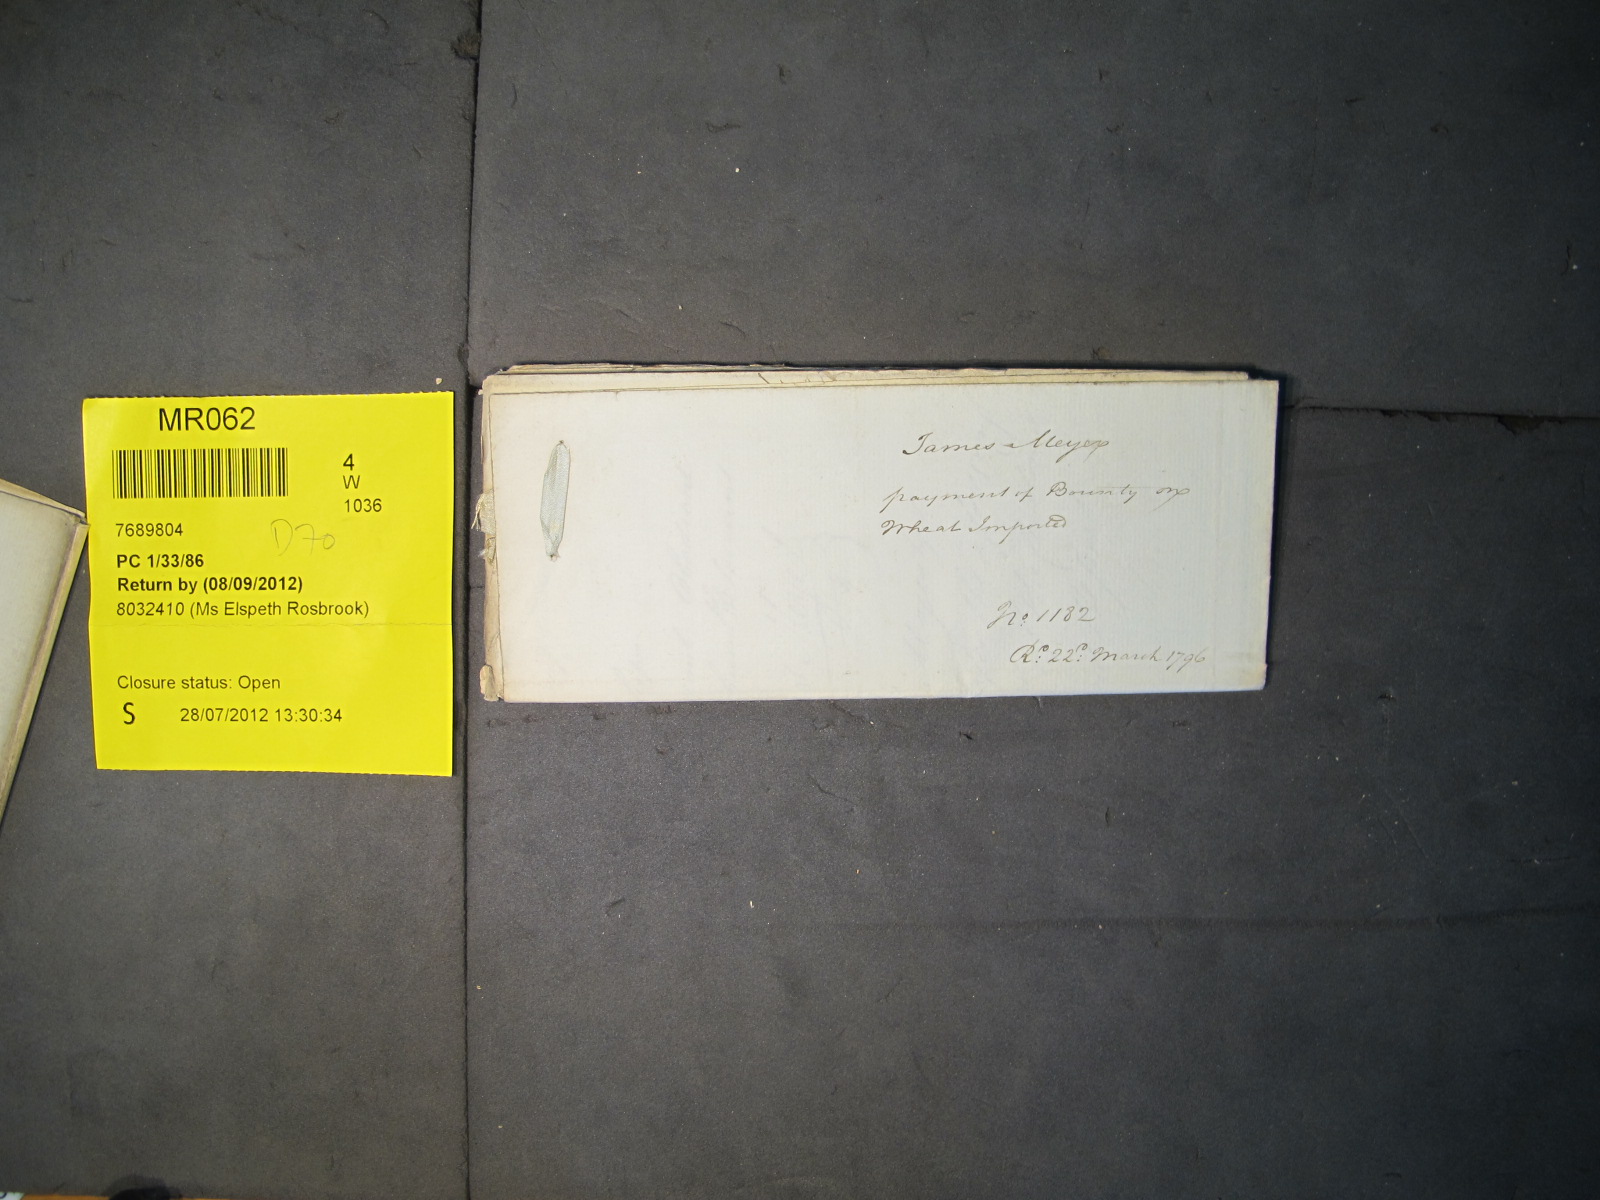 MR062
4
W
1036
7689804
D70
PC 1/33/86
Return by (08/09/2012)
8032410 (Ms Elspeth Rosbrook)
Closure status: Open
S 28/07/2012 13:30:34
James Meyer
payment of Bounty on
Wheat Imported
No: 1182
Rd: 22d: March 1796